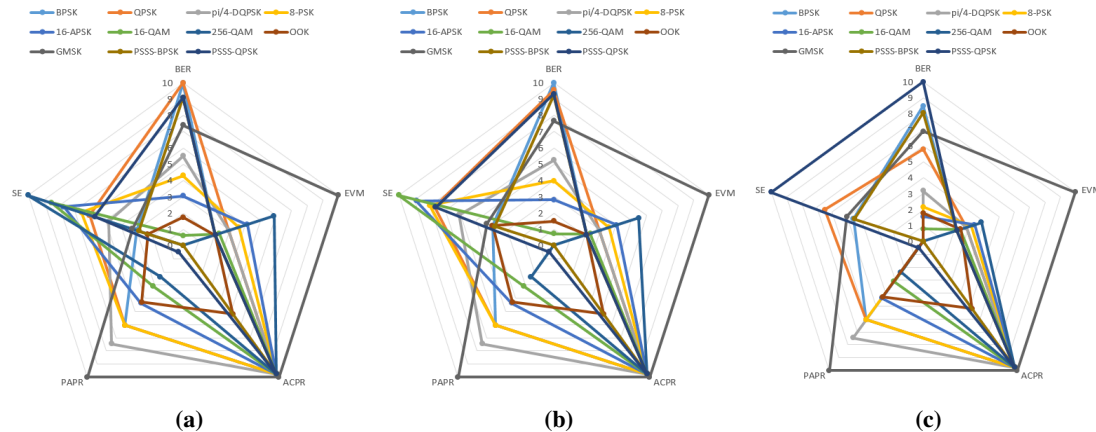 BPSK QPSK pi/4-DQPSK 8-PSK
16-APSK 16-QAM 256-QAM OOK
GMSK PSSS-BPSK PSSS-QPSK
BER
10
9
8
7
6
5
4
3
2
1
0
EVM
ACPR
PAPR
SE
(a)
BPSK QPSK pi/4-DQPSK 8-PSK
16-APSK 16-QAM 256-QAM OOK
GMSK PSSS-BPSK PSSS-QPSK
BER
10
9
8
7
6
5
4
3
2
1
0
EVM
ACPR
PAPR
SE
(b)
BPSK QPSK pi/4-DQPSK 8-PSK
16-APSK 16-QAM 256-QAM OOK
GMSK PSSS-BPSK PSSS-QPSK
BER
10
9
8
7
6
5
4
3
2
1
0
EVM
ACPR
PAPR
SE
(c)